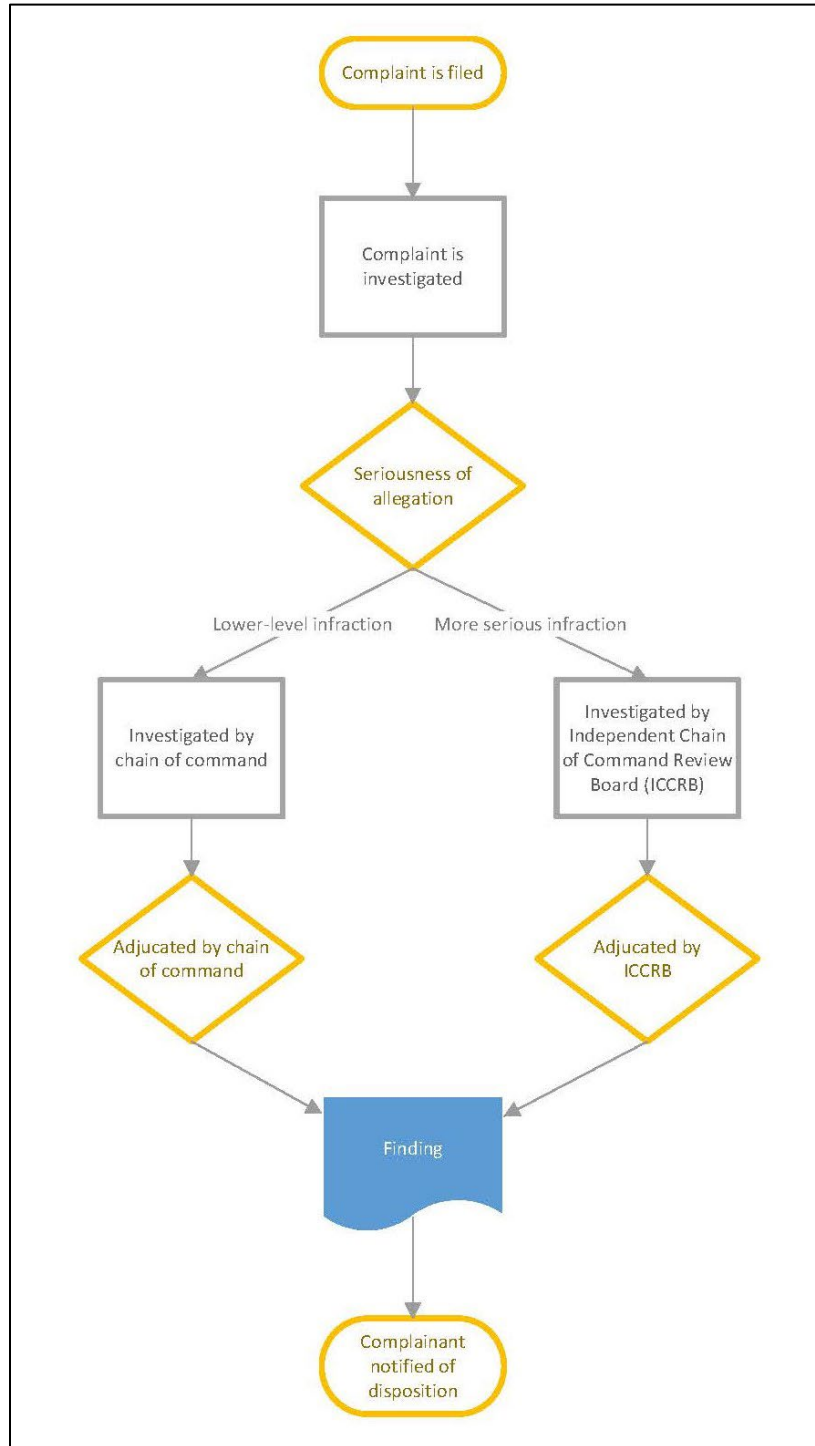 Complaint is filed
Complaint is
investigated
Seriousness of
allegation
Lower-level infraction
More serious infraction
Investigated by
chain of command
Investigated by
Independent Chain
of Command Review
Board (ICCRB)
Adjucated by chain
of command
Adjucated by
ICCRB
Finding
Complainant
notified of
disposition